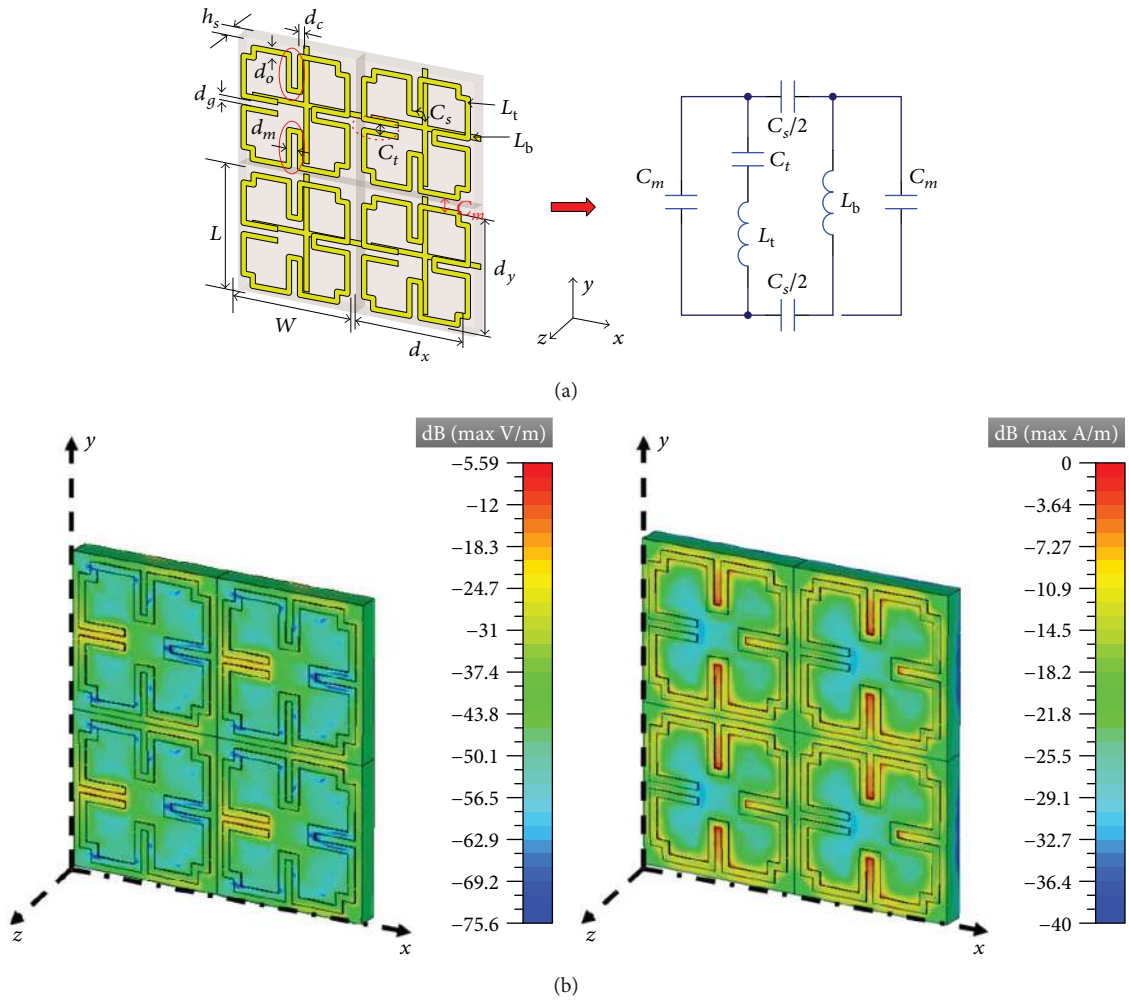 h_s
d_c
d_o
d_g
d_m
C_s
C_t
L_t
L_b
C_m
L
W
d_x
d_y
y
z
x
C_s/2
C_m
C_t
L_t
L_b
C_m
C_s/2
(a)
dB (max V/m)
y
−5.59
−12
−18.3
−24.7
−31
−37.4
−43.8
−50.1
−56.5
−62.9
−69.2
−75.6
z
x
dB (max A/m)
y
0
−3.64
−7.27
−10.9
−14.5
−18.2
−21.8
−25.5
−29.1
−32.7
−36.4
−40
z
x
(b)